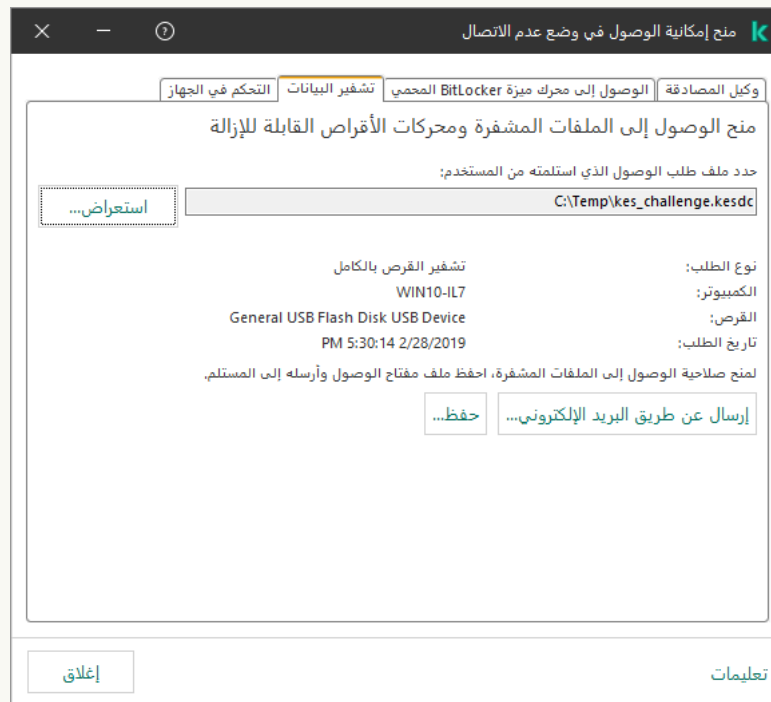 منح إمكانية الوصول في وضع عدم الاتصال
وكيل المصادقة الوصول إلى محرك ميزة BitLocker المحمي تشفير البيانات التحكم في الجهاز
منح الوصول إلى الملفات المشفرة ومحركات الأقراص القابلة للإزالة
حدد ملف طلب الوصول الذي استلمته من المستخدم:
C:\Temp\kes_challenge.kesdc استعراض...
نوع الطلب: تشفير القرص بالكامل
الكمبيوتر: WIN10-IL7
القرص: General USB Flash Disk USB Device
تاريخ الطلب: PM 5:30:14 2/28/2019
لمنح صلاحية الوصول إلى الملفات المشفرة، احفظ ملف مفتاح الوصول وأرسله إلى المستلم.
إرسال عن طريق البريد الإلكتروني... حفظ...
تعليمات إغلاق